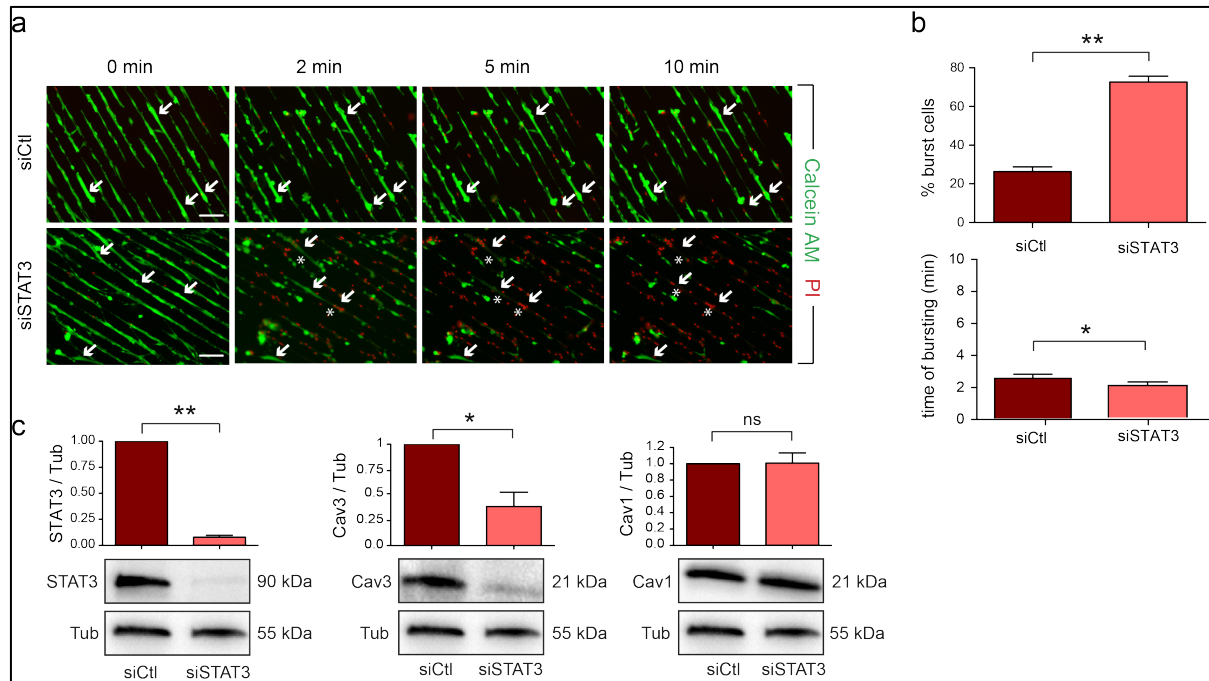 a
0 min 2 min 5 min 10 min
siCtl
siSTAT3
Calcein AM PI
b
**
% burst cells
80
60
40
20
0
siCtl siSTAT3
*
time of bursting (min)
10
8
6
4
2
0
siCtl siSTAT3
c
**
STAT3 / Tub
1
0.75
0.50
0.25
0.00
STAT3 90 kDa
Tub 55 kDa
siCtl siSTAT3
*
Cav3 / Tub
1
0.75
0.5
0.25
0
Cav3 21 kDa
Tub 55 kDa
siCtl siSTAT3
ns
Cav1 / Tub
1.2
1.0
0.8
0.6
0.4
0.2
0.0
Cav1 21 kDa
Tub 55 kDa
siCtl siSTAT3